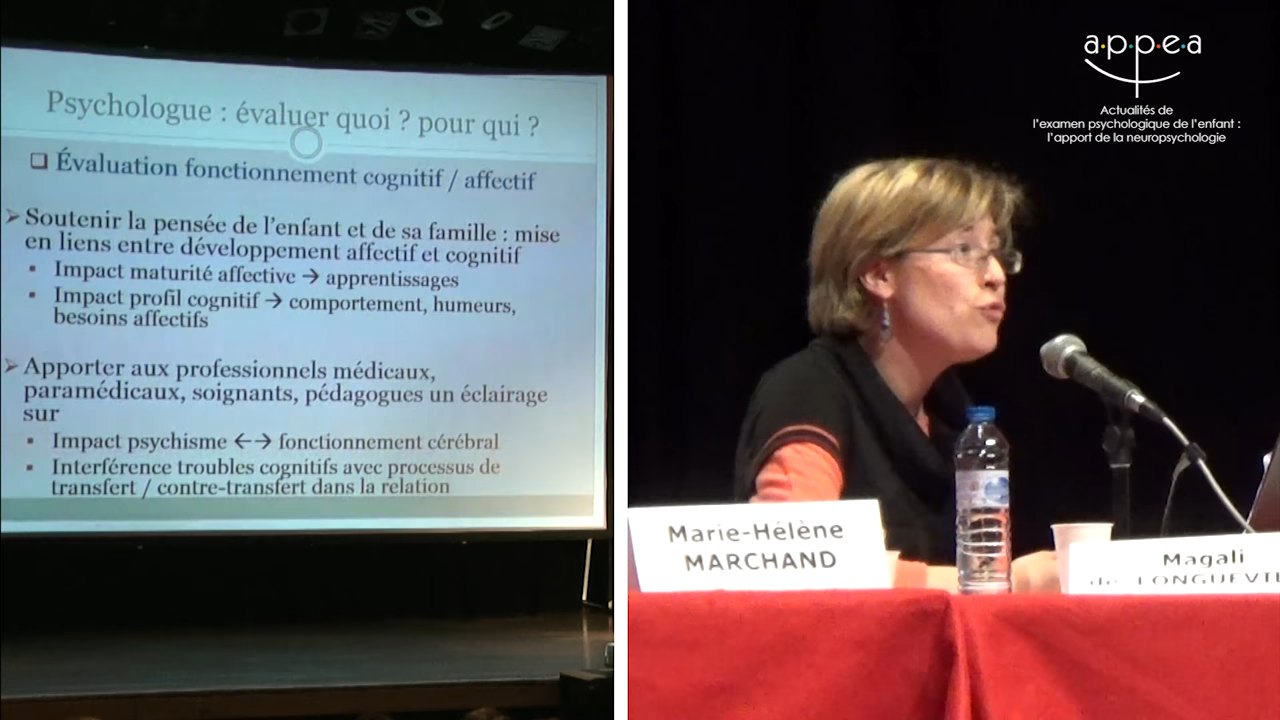 Psychologue : évaluer quoi ? pour qui ?
❑ Évaluation fonctionnement cognitif / affectif
➢ Soutenir la pensée de l'enfant et de sa famille : mise
en liens entre développement affectif et cognitif
▪ Impact maturité affective → apprentissages
▪ Impact profil cognitif → comportement, humeurs,
besoins affectifs
➢ Apporter aux professionnels médicaux,
paramédicaux, soignants, pédagogues un éclairage
sur
▪ Impact psychisme ←→ fonctionnement cérébral
▪ Interférence troubles cognitifs avec processus de
transfert / contre-transfert dans la relation
a·p·p·e·a
Actualités de
l'examen psychologique de l'enfant :
l'apport de la neuropsychologie
Marie-Hélène
MARCHAND
Magali
de